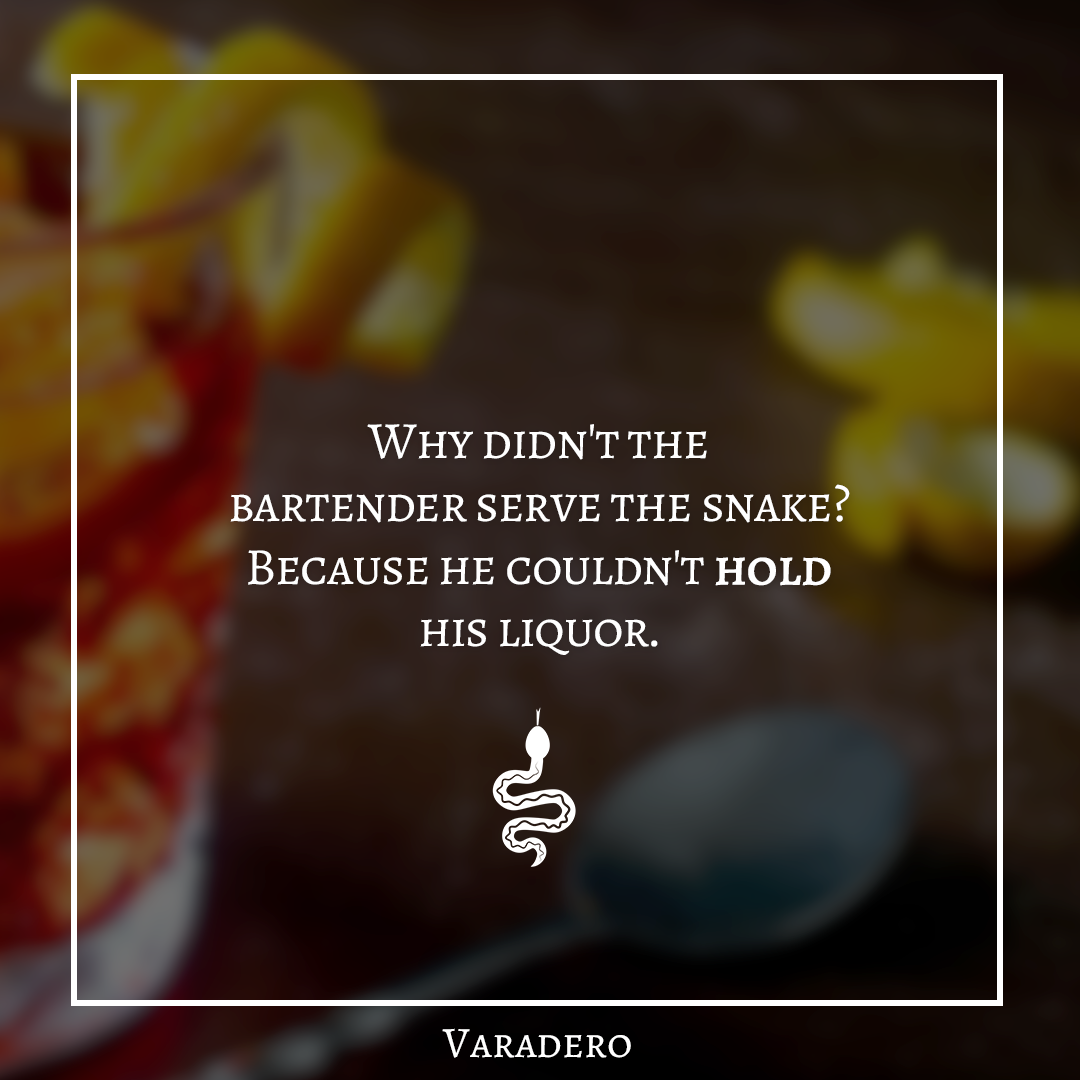 Why didn't the
bartender serve the snake?
Because he couldn't hold
his liquor.
Varadero